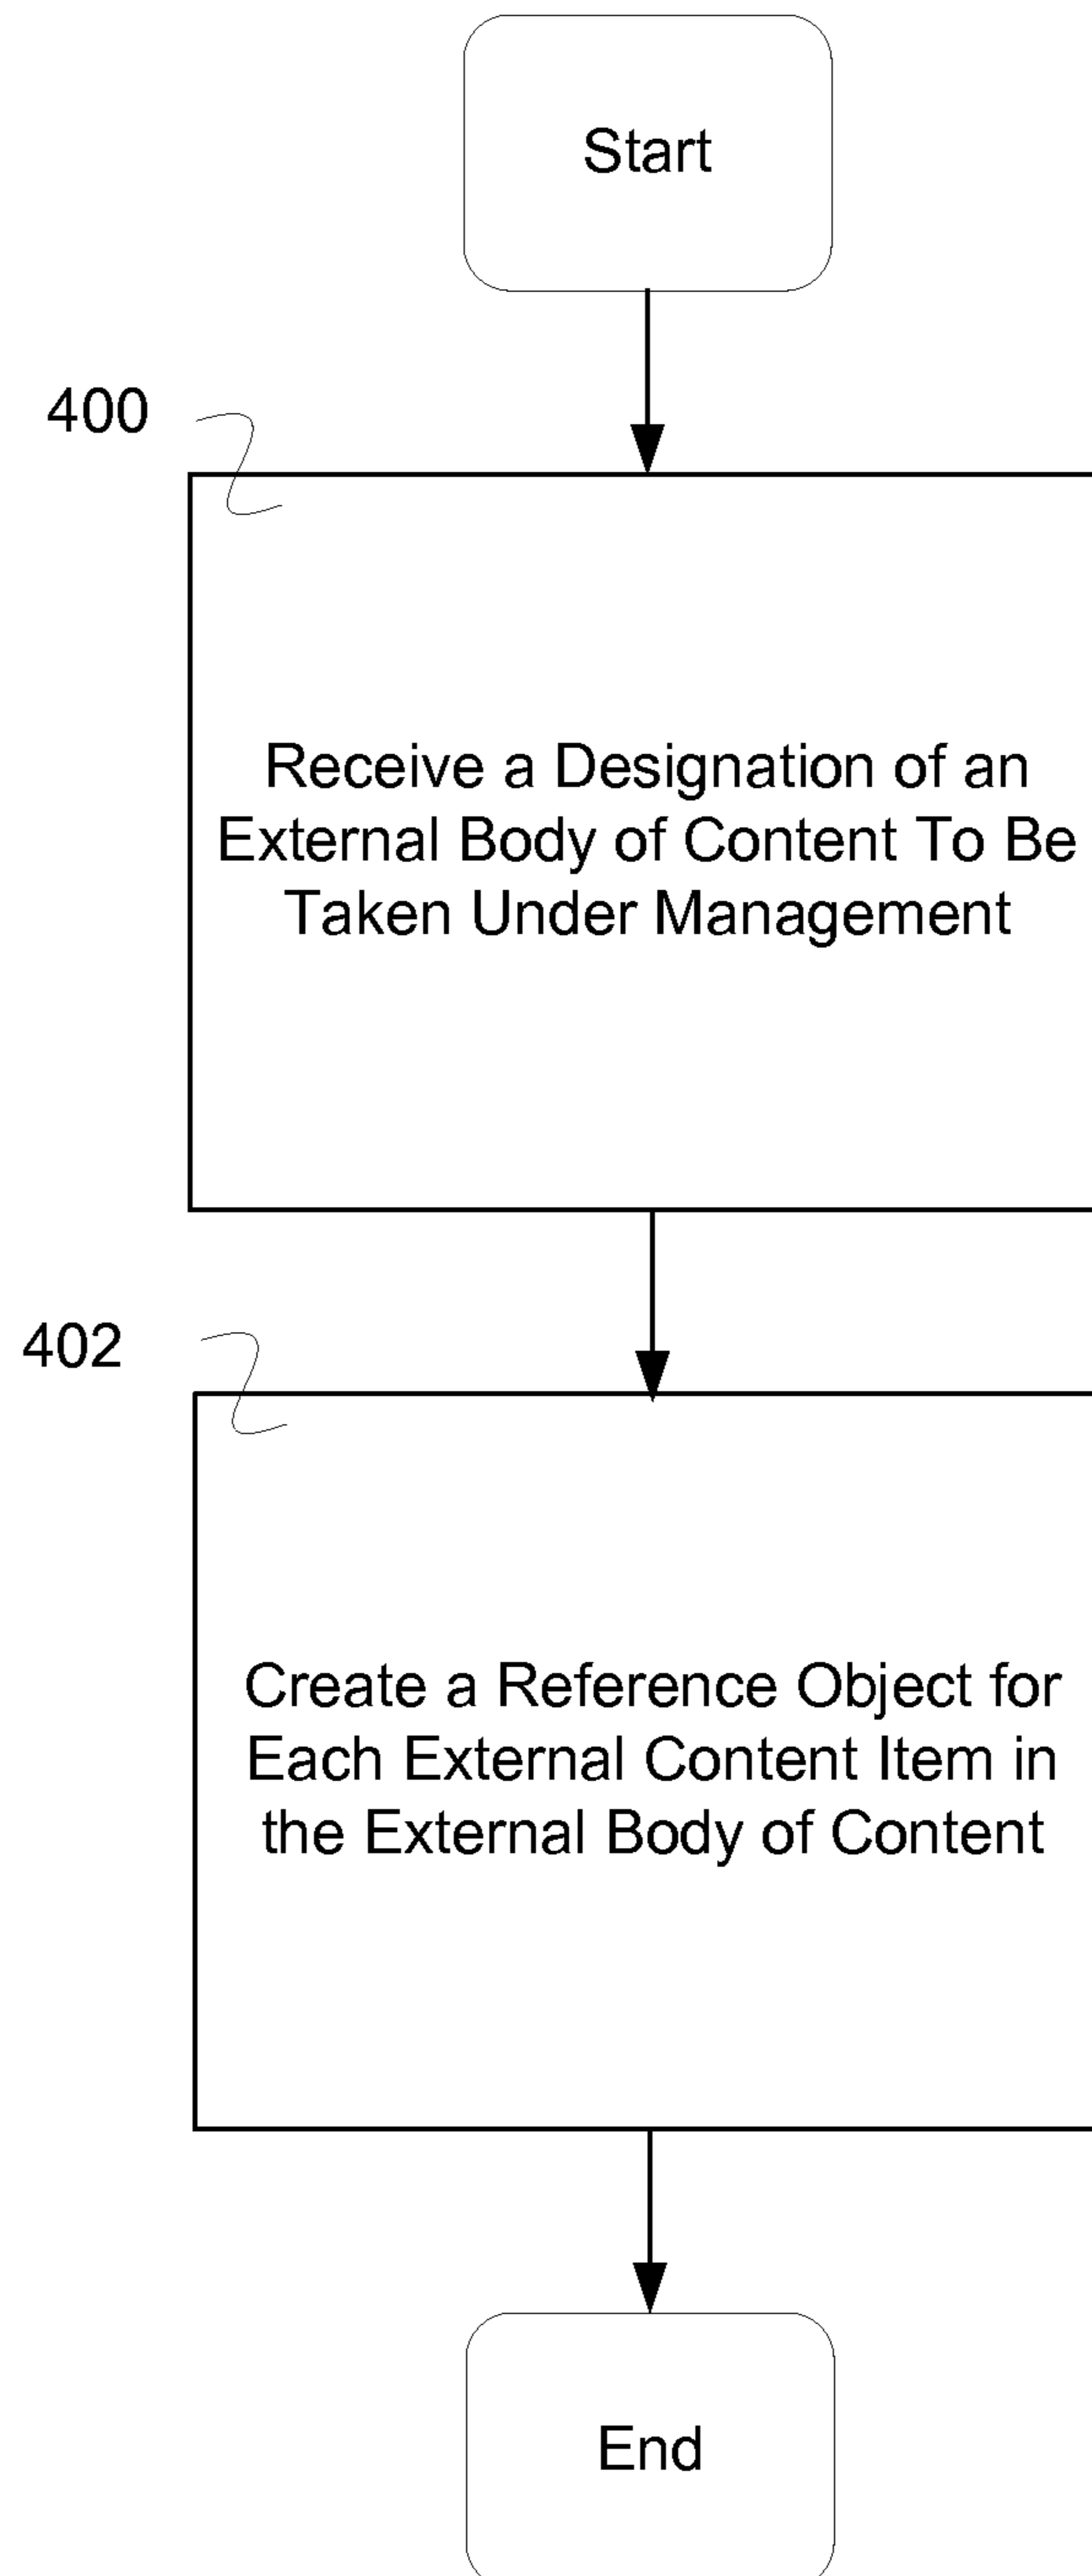 Start
400
Receive a Designation of an
External Body of Content To Be
Taken Under Management
402
Create a Reference Object for
Each External Content Item in
the External Body of Content
End